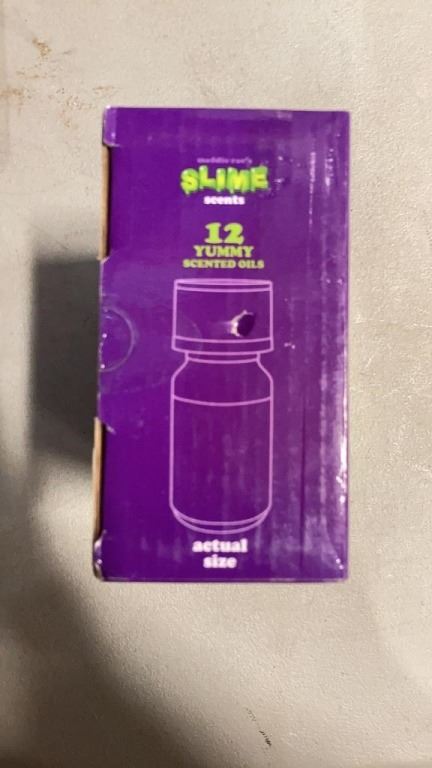 maddie rae's
SLIME
scents
12
YUMMY
SCENTED OILS
actual
size